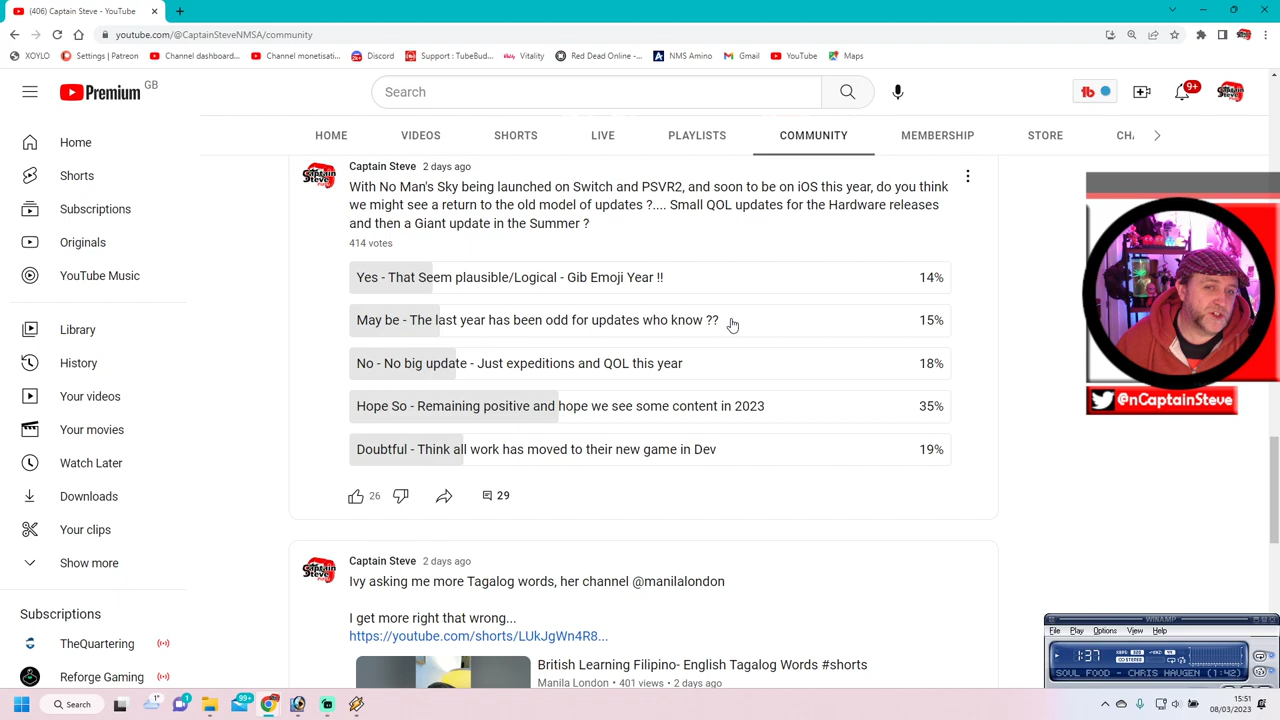 (406) Captain Steve - YouTube
youtube.com/@CaptainSteveNMSA/community
XOYLO
Settings | Patreon
Channel dashboard...
Channel monetisati...
Discord
Support : TubeBud...
Vitality
Red Dead Online -...
NMS Amino
Gmail
YouTube
Maps
Premium GB
Search
9+
HOME
VIDEOS
SHORTS
LIVE
PLAYLISTS
COMMUNITY
MEMBERSHIP
STORE
Home
Shorts
Subscriptions
Originals
YouTube Music
Library
History
Your videos
Your movies
Watch Later
Downloads
Your clips
Show more
Subscriptions
TheQuartering
Reforge Gaming
Captain Steve 2 days ago
With No Man's Sky being launched on Switch and PSVR2, and soon to be on iOS this year, do you think
we might see a return to the old model of updates ?.... Small QOL updates for the Hardware releases
and then a Giant update in the Summer ?
414 votes
Yes - That Seem plausible/Logical - Gib Emoji Year !! 14%
May be - The last year has been odd for updates who know ?? 15%
No - No big update - Just expeditions and QOL this year 18%
Hope So - Remaining positive and hope we see some content in 2023 35%
Doubtful - Think all work has moved to their new game in Dev 19%
26
29
Captain Steve 2 days ago
Ivy asking me more Tagalog words, her channel @manilalondon
I get more right that wrong...
https://youtube.com/shorts/LUkJgWn4R8...
British Learning Filipino- English Tagalog Words #shorts
Manila London • 401 views • 2 days ago
@nCaptainSteve
WINAMP
File Play Options View Help
1:37
STEREO
SOUL FOOD - CHRIS HAUGEN (1:42)
Search
1°
99+
15:51
08/03/2023